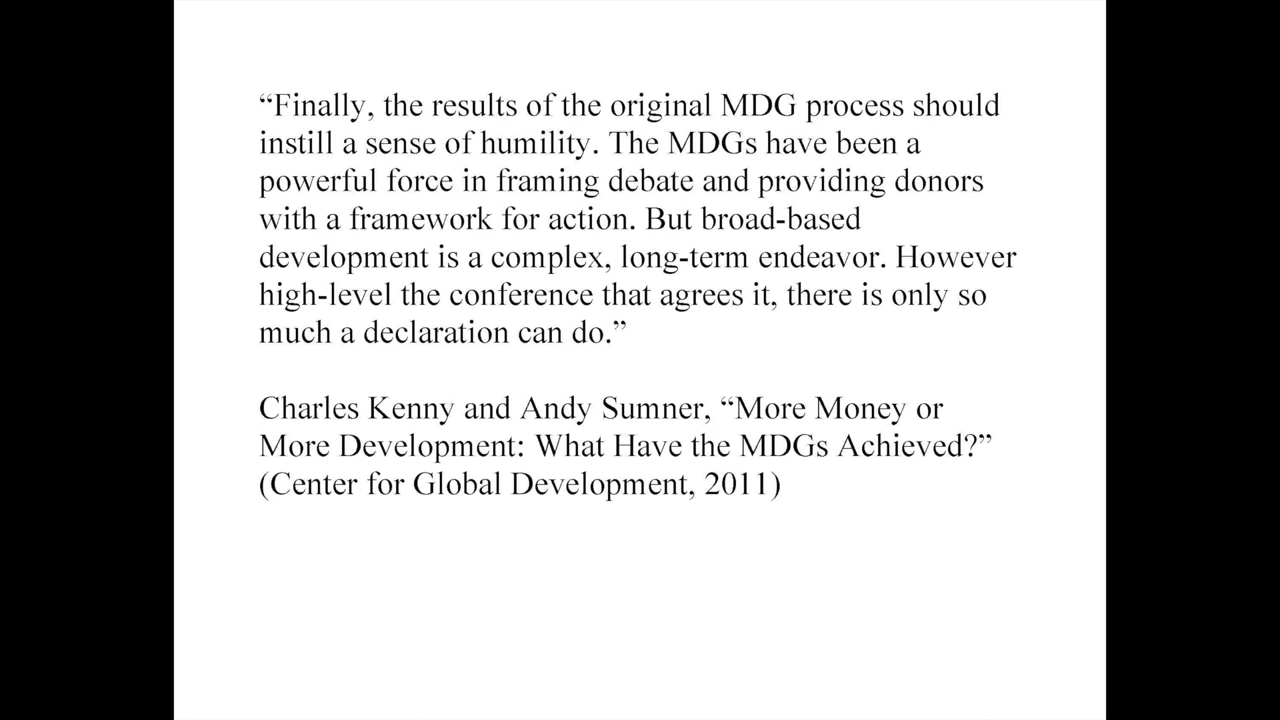 “Finally, the results of the original MDG process should
instill a sense of humility. The MDGs have been a
powerful force in framing debate and providing donors
with a framework for action. But broad-based
development is a complex, long-term endeavor. However
high-level the conference that agrees it, there is only so
much a declaration can do.”
Charles Kenny and Andy Sumner, “More Money or
More Development: What Have the MDGs Achieved?”
(Center for Global Development, 2011)